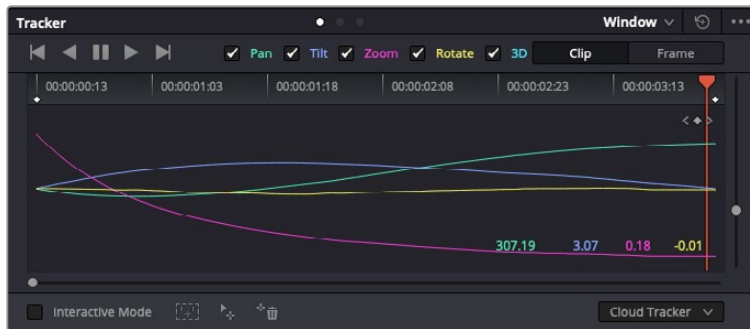 Tracker Window
Pan Tilt Zoom Rotate 3D Clip Frame
00:00:00:13 00:00:01:03 00:00:01:18 00:00:02:08 00:00:02:23 00:00:03:13
307.19 3.07 0.18 -0.01
Interactive Mode Cloud Tracker